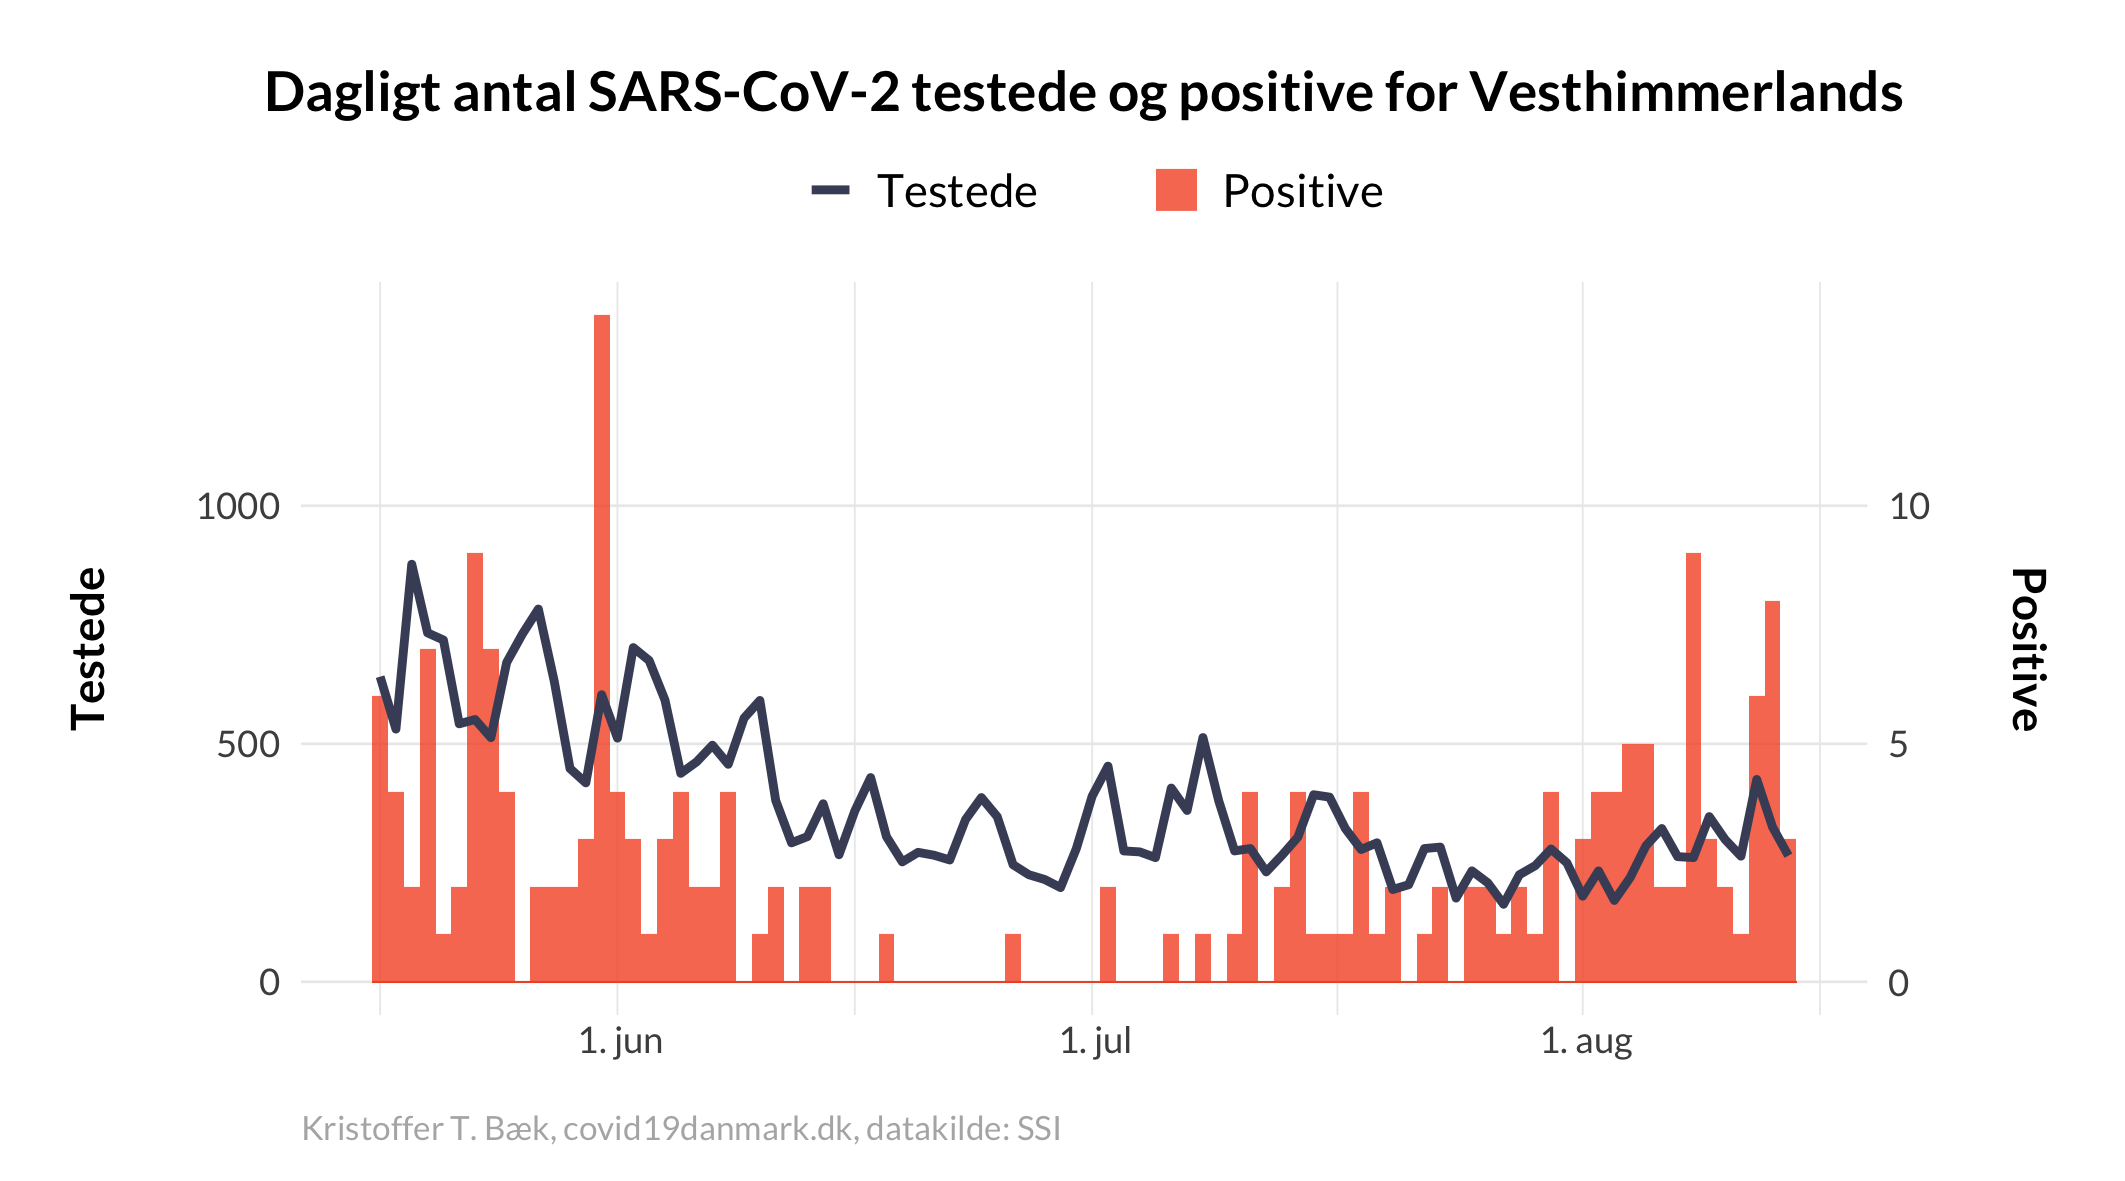 Dagligt antal SARS-CoV-2 testede og positive for Vesthimmerlands
Testede
Positive
1000
500
0
10
5
0
Testede
Positive
1. jun
1. jul
1. aug
Kristoffer T. Bæk, covid19danmark.dk, datakilde: SSI